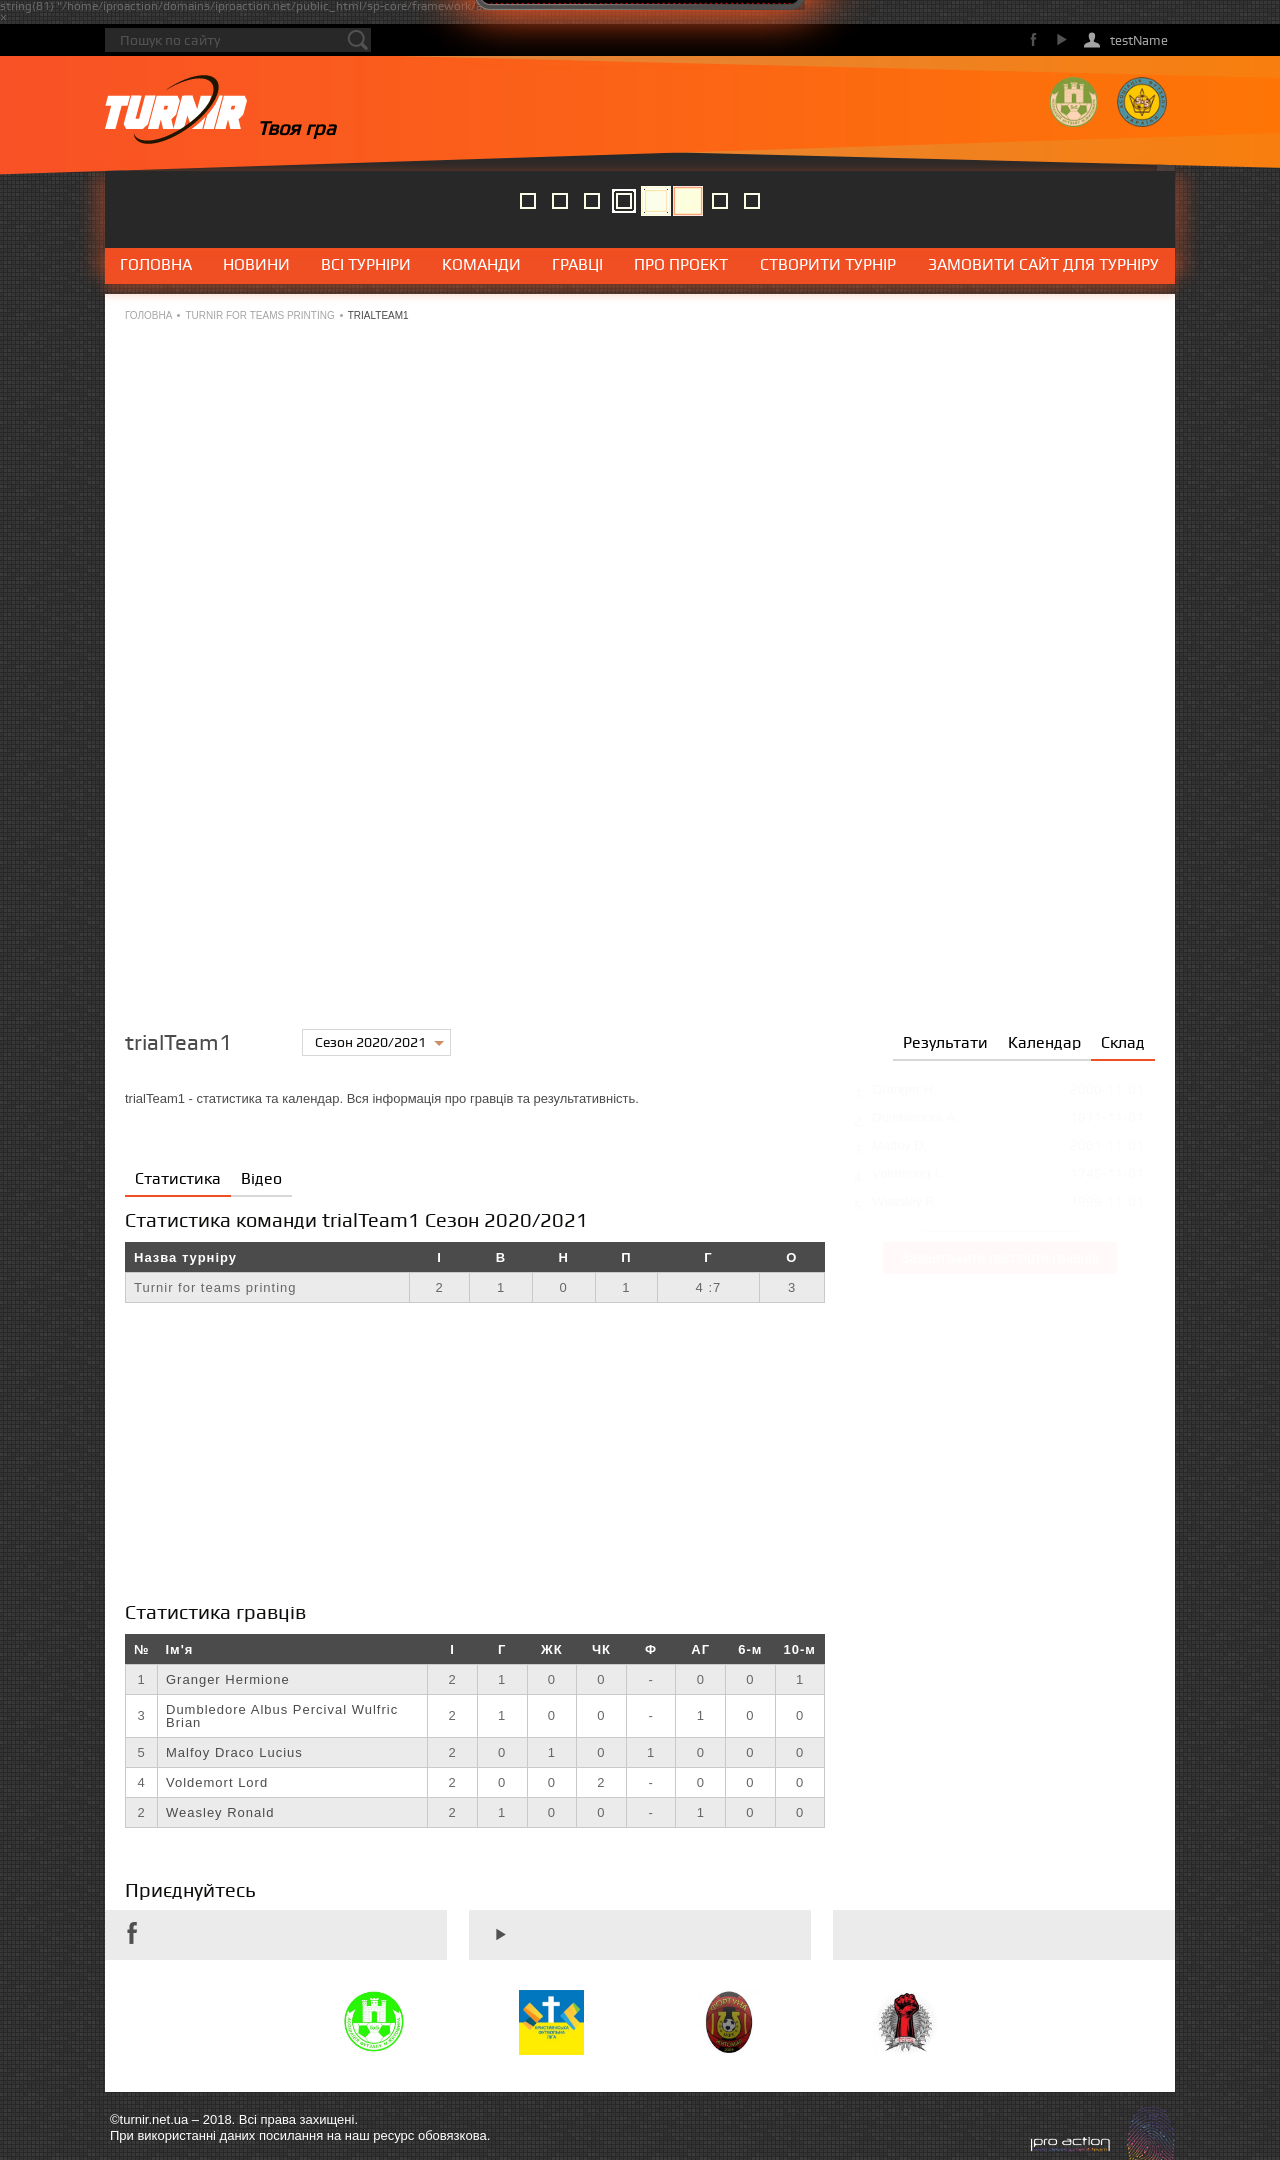 string(81) "/home/iproaction/domains/iproaction.net/public_html/sp-core/framework/
×
Пошук по сайту
testName
TURNIR
Твоя гра
ГОЛОВНА НОВИНИ ВСІ ТУРНІРИ КОМАНДИ ГРАВЦІ ПРО ПРОЕКТ СТВОРИТИ ТУРНІР ЗАМОВИТИ САЙТ ДЛЯ ТУРНІРУ
ГОЛОВНА • TURNIR FOR TEAMS PRINTING • TRIALTEAM1
trialTeam1
Сезон 2020/2021
Результати Календар Склад
trialTeam1 - статистика та календар. Вся інформація про гравців та результативність.
Статистика Відео
Статистика команди trialTeam1 Сезон 2020/2021
Назва турніру І В Н П Г О
Turnir for teams printing 2 1 0 1 4 :7 3
Статистика гравців
№ Ім'я І Г ЖК ЧК Ф АГ 6-м 10-м
1 Granger Hermione 2 1 0 0 - 0 0 1
3 Dumbledore Albus Percival Wulfric Brian 2 1 0 0 - 1 0 0
5 Malfoy Draco Lucius 2 0 1 0 1 0 0 0
4 Voldemort Lord 2 0 0 2 - 0 0 0
2 Weasley Ronald 2 1 0 0 - 1 0 0
Приєднуйтесь
©turnir.net.ua – 2018. Всі права захищені.
При використанні даних посилання на наш ресурс обовязкова.
pro action